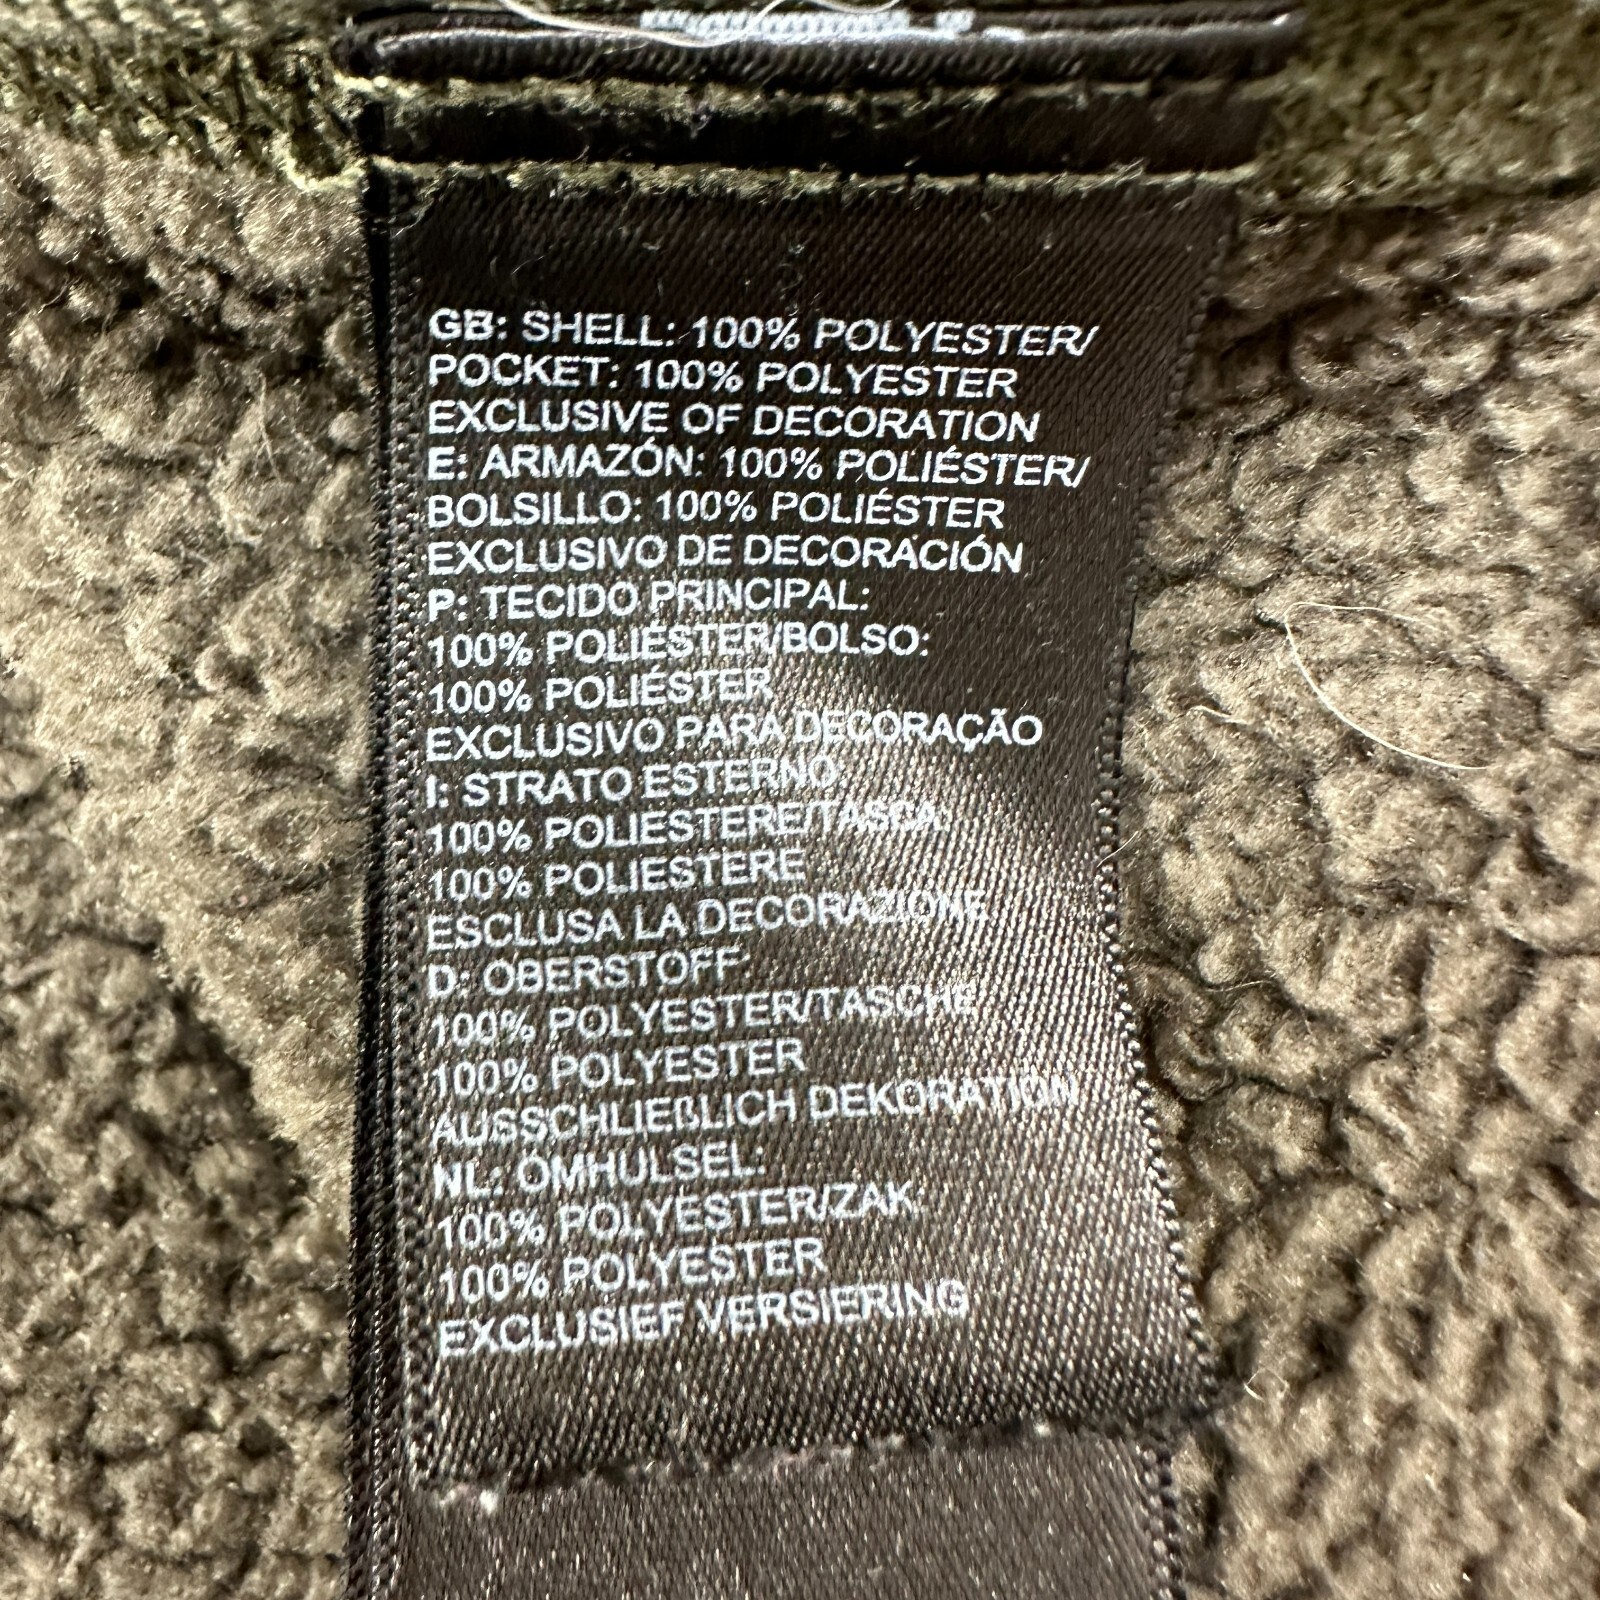 GB: SHELL: 100% POLYESTER/
POCKET: 100% POLYESTER
EXCLUSIVE OF DECORATION
E: ARMAZÓN: 100% POLIÉSTER/
BOLSILLO: 100% POLIÉSTER
EXCLUSIVO DE DECORACIÓN
P: TECIDO PRINCIPAL:
100% POLIÉSTER/BOLSO:
100% POLIÉSTER
EXCLUSIVO PARA DECORAÇÃO
I: STRATO ESTERNO:
100% POLIESTERE/TASCA:
100% POLIESTERE
ESCLUSA LA DECORAZIONE
D: OBERSTOFF:
100% POLYESTER/TASCHE
100% POLYESTER
AUSSCHLIEßLICH DEKORATION
NL: OMHULSEL:
100% POLYESTER/ZAK:
100% POLYESTER
EXCLUSIEF VERSIERING